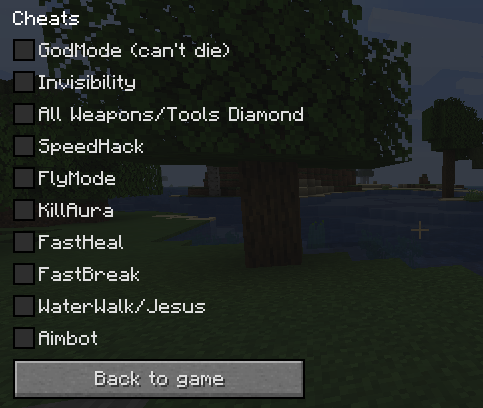 Cheats
GodMode (can't die)
Invisibility
All Weapons/Tools Diamond
SpeedHack
FlyMode
KillAura
FastHeal
FastBreak
WaterWalk/Jesus
Aimbot
Back to game